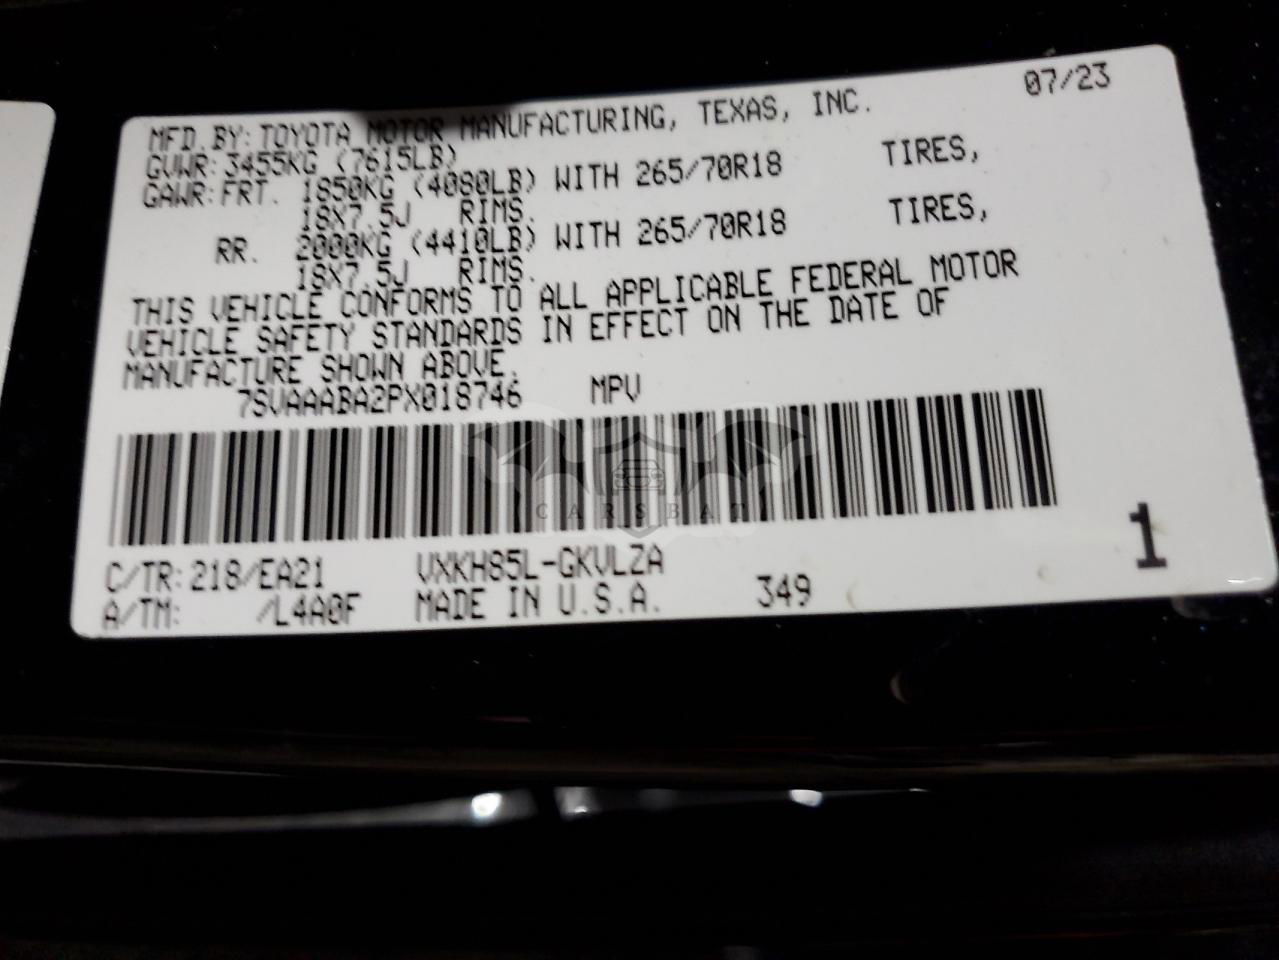 07/23
MFD. BY: TOYOTA MOTOR MANUFACTURING, TEXAS, INC.
GVWR: 3455KG (7615LB)
GAWR: FRT. 1850KG (4080LB) WITH 265/70R18 TIRES,
18X7.5J RIMS.
RR. 2000KG (4410LB) WITH 265/70R18 TIRES,
18X7.5J RIMS.
THIS VEHICLE CONFORMS TO ALL APPLICABLE FEDERAL MOTOR
VEHICLE SAFETY STANDARDS IN EFFECT ON THE DATE OF
MANUFACTURE SHOWN ABOVE.
7SVAAABA2PX018746 MPV
CARSBAT
1
C/TR: 218/EA21 VXKH85L-GKVLZA
A/TM: /L4A0F MADE IN U.S.A. 349